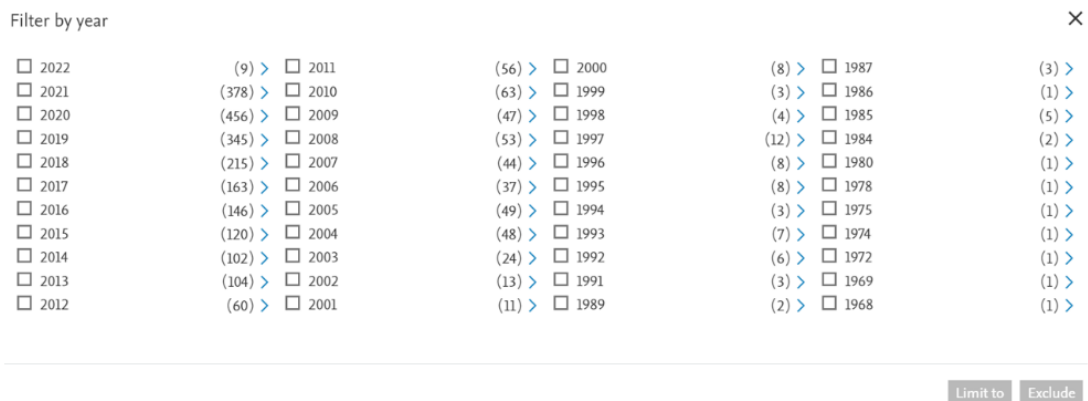 Filter by year
2022 (9) 2011 (56) 2000 (8) 1987 (3)
2021 (378) 2010 (63) 1999 (3) 1986 (1)
2020 (456) 2009 (47) 1998 (4) 1985 (5)
2019 (345) 2008 (53) 1997 (12) 1984 (2)
2018 (215) 2007 (44) 1996 (8) 1980 (1)
2017 (163) 2006 (37) 1995 (8) 1978 (1)
2016 (146) 2005 (49) 1994 (3) 1975 (1)
2015 (120) 2004 (48) 1993 (7) 1974 (1)
2014 (102) 2003 (24) 1992 (6) 1972 (1)
2013 (104) 2002 (13) 1991 (3) 1969 (1)
2012 (60) 2001 (11) 1989 (2) 1968 (1)
Limit to Exclude